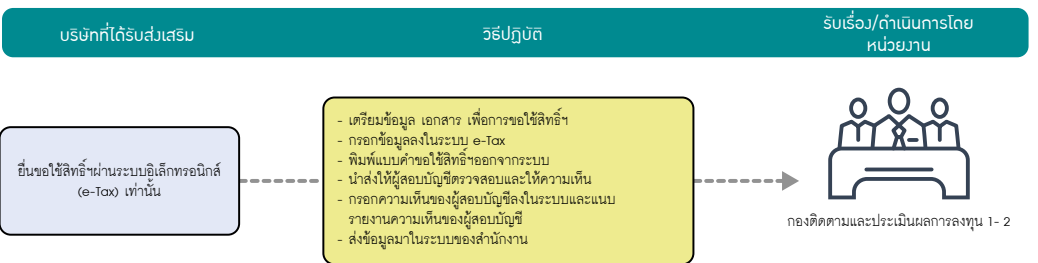 บริษัทที่ได้รับส่งเสริม
วิธีปฏิบัติ
รับเรื่อง/ดำเนินการโดย
หน่วยงาน
ยื่นขอใช้สิทธิ์ฯผ่านระบบอิเล็กทรอนิกส์
(e-Tax) เท่านั้น
- เตรียมข้อมูล เอกสาร เพื่อการขอใช้สิทธิ์ฯ
- กรอกข้อมูลลงในระบบ e-Tax
- พิมพ์แบบคำขอใช้สิทธิ์ฯออกจากระบบ
- นำส่งให้ผู้สอบบัญชีตรวจสอบและให้ความเห็น
- กรอกความเห็นของผู้สอบบัญชีลงในระบบและแนบ
รายงานความเห็นของผู้สอบบัญชี
- ส่งข้อมูลมาในระบบของสำนักงาน
กองติดตามและประเมินผลการลงทุน 1- 2